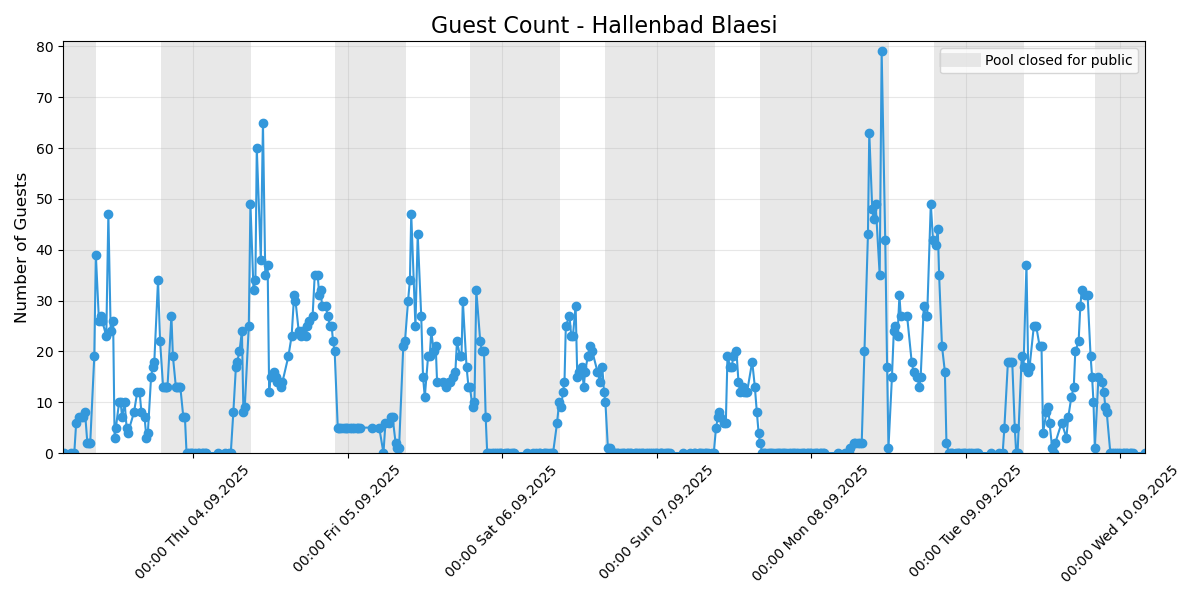 Guest Count - Hallenbad Blaesi
Pool closed for public
Number of Guests
80
70
60
50
40
30
20
10
0
00:00 Thu 04.09.2025
00:00 Fri 05.09.2025
00:00 Sat 06.09.2025
00:00 Sun 07.09.2025
00:00 Mon 08.09.2025
00:00 Tue 09.09.2025
00:00 Wed 10.09.2025